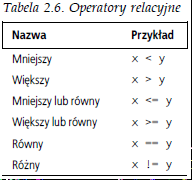 Tabela 2.6. Operatory relacyjne
Nazwa Przykład
Mniejszy x < y
Większy x > y
Mniejszy lub równy x <= y
Większy lub równy x >= y
Równy x == y
Różny x != y